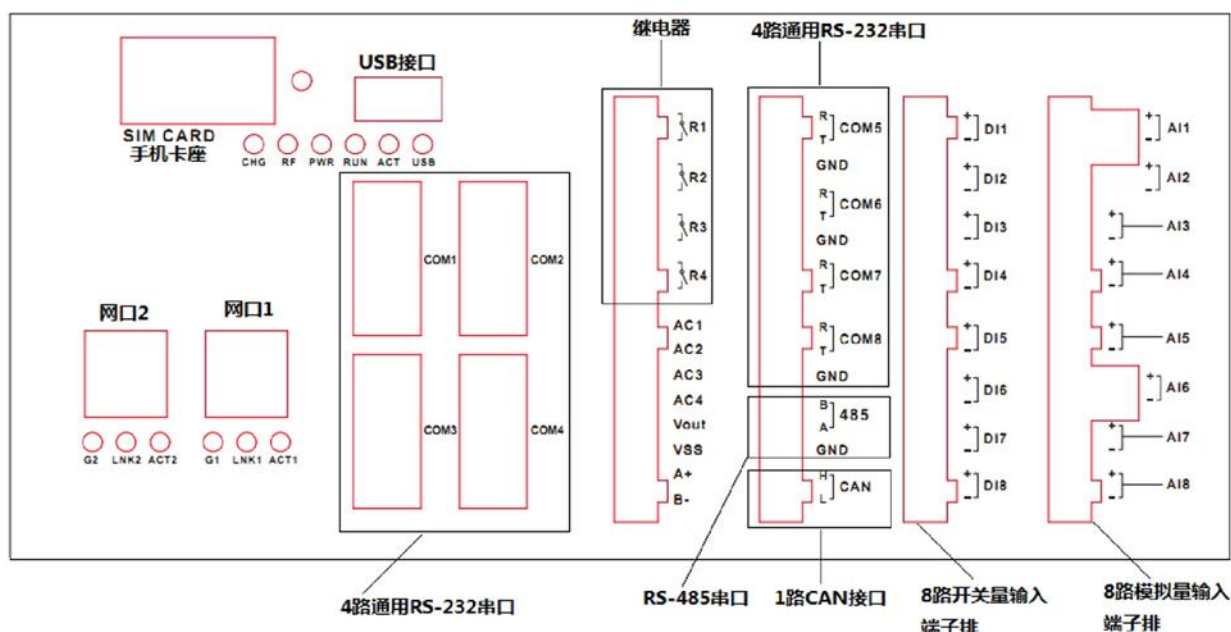 继电器
4路通用RS-232串口
USB接口
SIM CARD
手机卡座
CHG RF PWR RUN ACT USB
COM1
COM2
COM3
COM4
网口2
网口1
G2 LNK2 ACT2
G1 LNK1 ACT1
R1
R2
R3
R4
AC1
AC2
AC3
AC4
Vout
VSS
A+
B-
R
T
COM5
GND
R
T
COM6
GND
R
T
COM7
R
T
COM8
GND
B
A
485
GND
H
L
CAN
+
-
DI1
+
-
DI2
+
-
DI3
+
-
DI4
+
-
DI5
+
-
DI6
+
-
DI7
+
-
DI8
+
-
AI1
+
-
AI2
+
-
AI3
+
-
AI4
+
-
AI5
+
-
AI6
+
-
AI7
+
-
AI8
4路通用RS-232串口
RS-485串口
1路CAN接口
8路开关量输入
端子排
8路模拟量输入
端子排